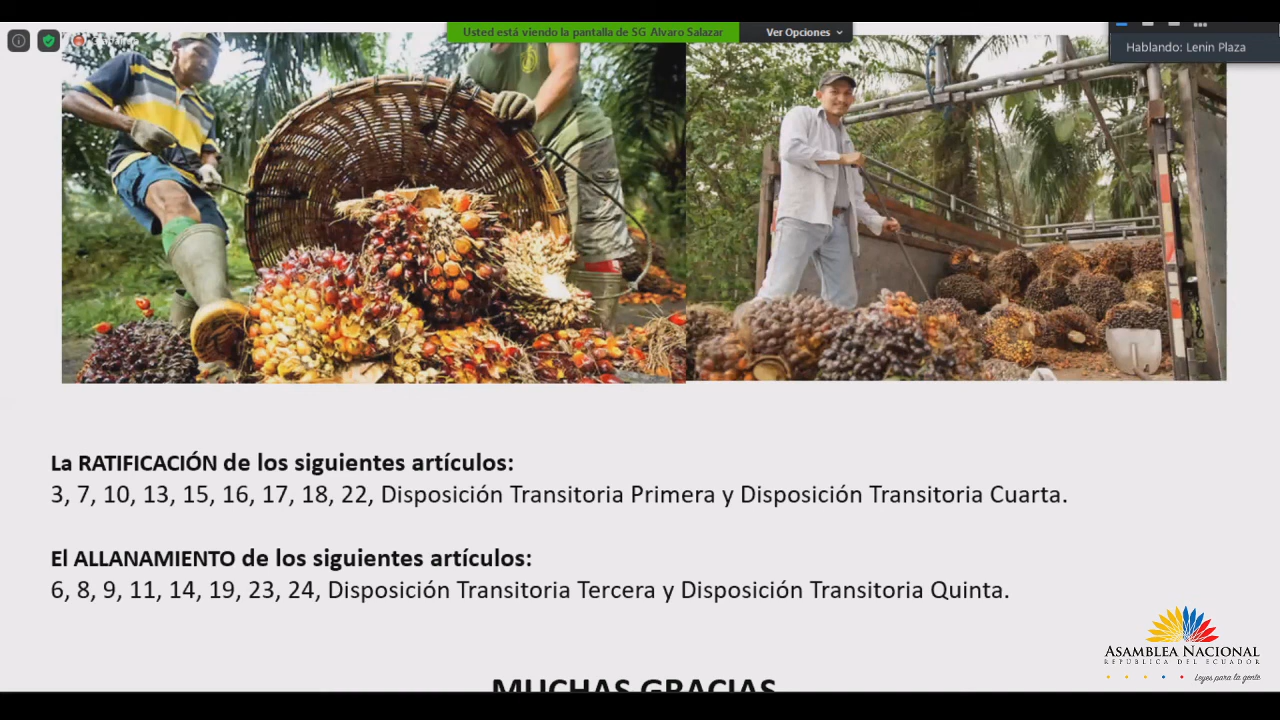 Usted está viendo la pantalla de SG Alvaro Salazar
Ver Opciones
Hablando: Lenin Plaza
La RATIFICACIÓN de los siguientes artículos:
3, 7, 10, 13, 15, 16, 17, 18, 22, Disposición Transitoria Primera y Disposición Transitoria Cuarta.
El ALLANAMIENTO de los siguientes artículos:
6, 8, 9, 11, 14, 19, 23, 24, Disposición Transitoria Tercera y Disposición Transitoria Quinta.
ASAMBLEA NACIONAL
REPÚBLICA DEL ECUADOR
Leyes para la gente
MUCHAS GRACIAS